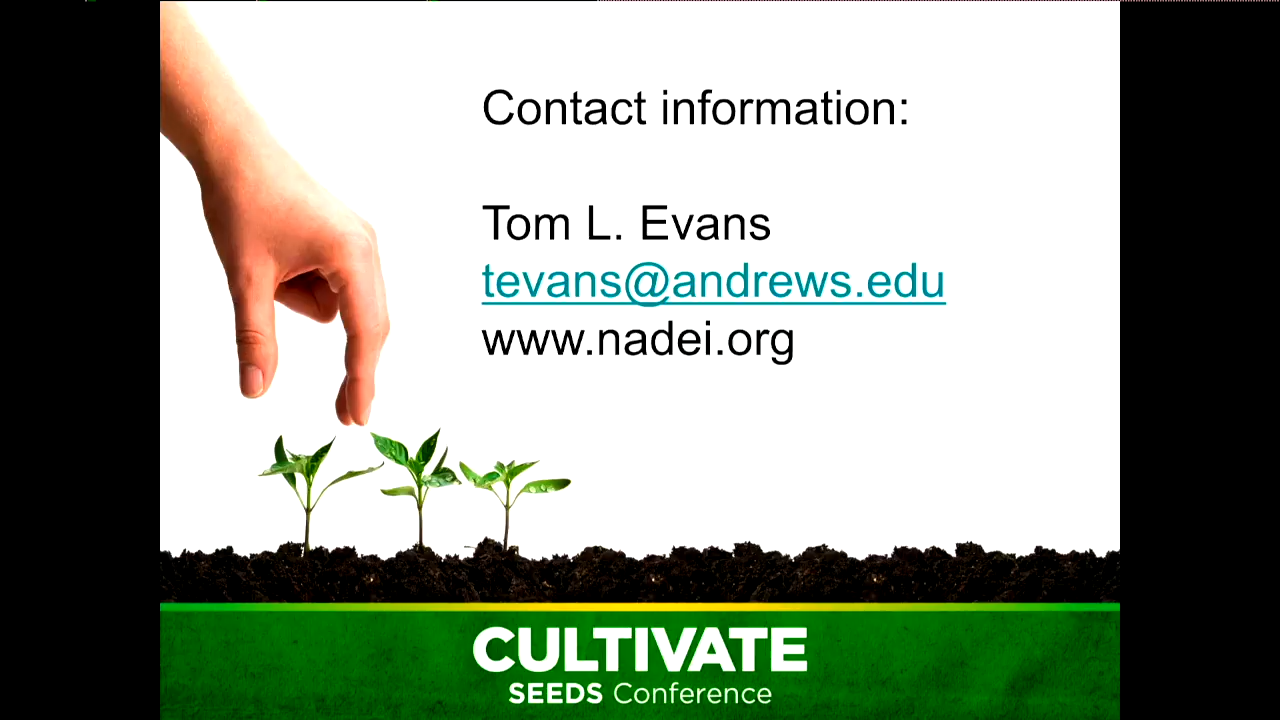 Contact information:
Tom L. Evans
tevans@andrews.edu
www.nadei.org
CULTIVATE
SEEDS Conference